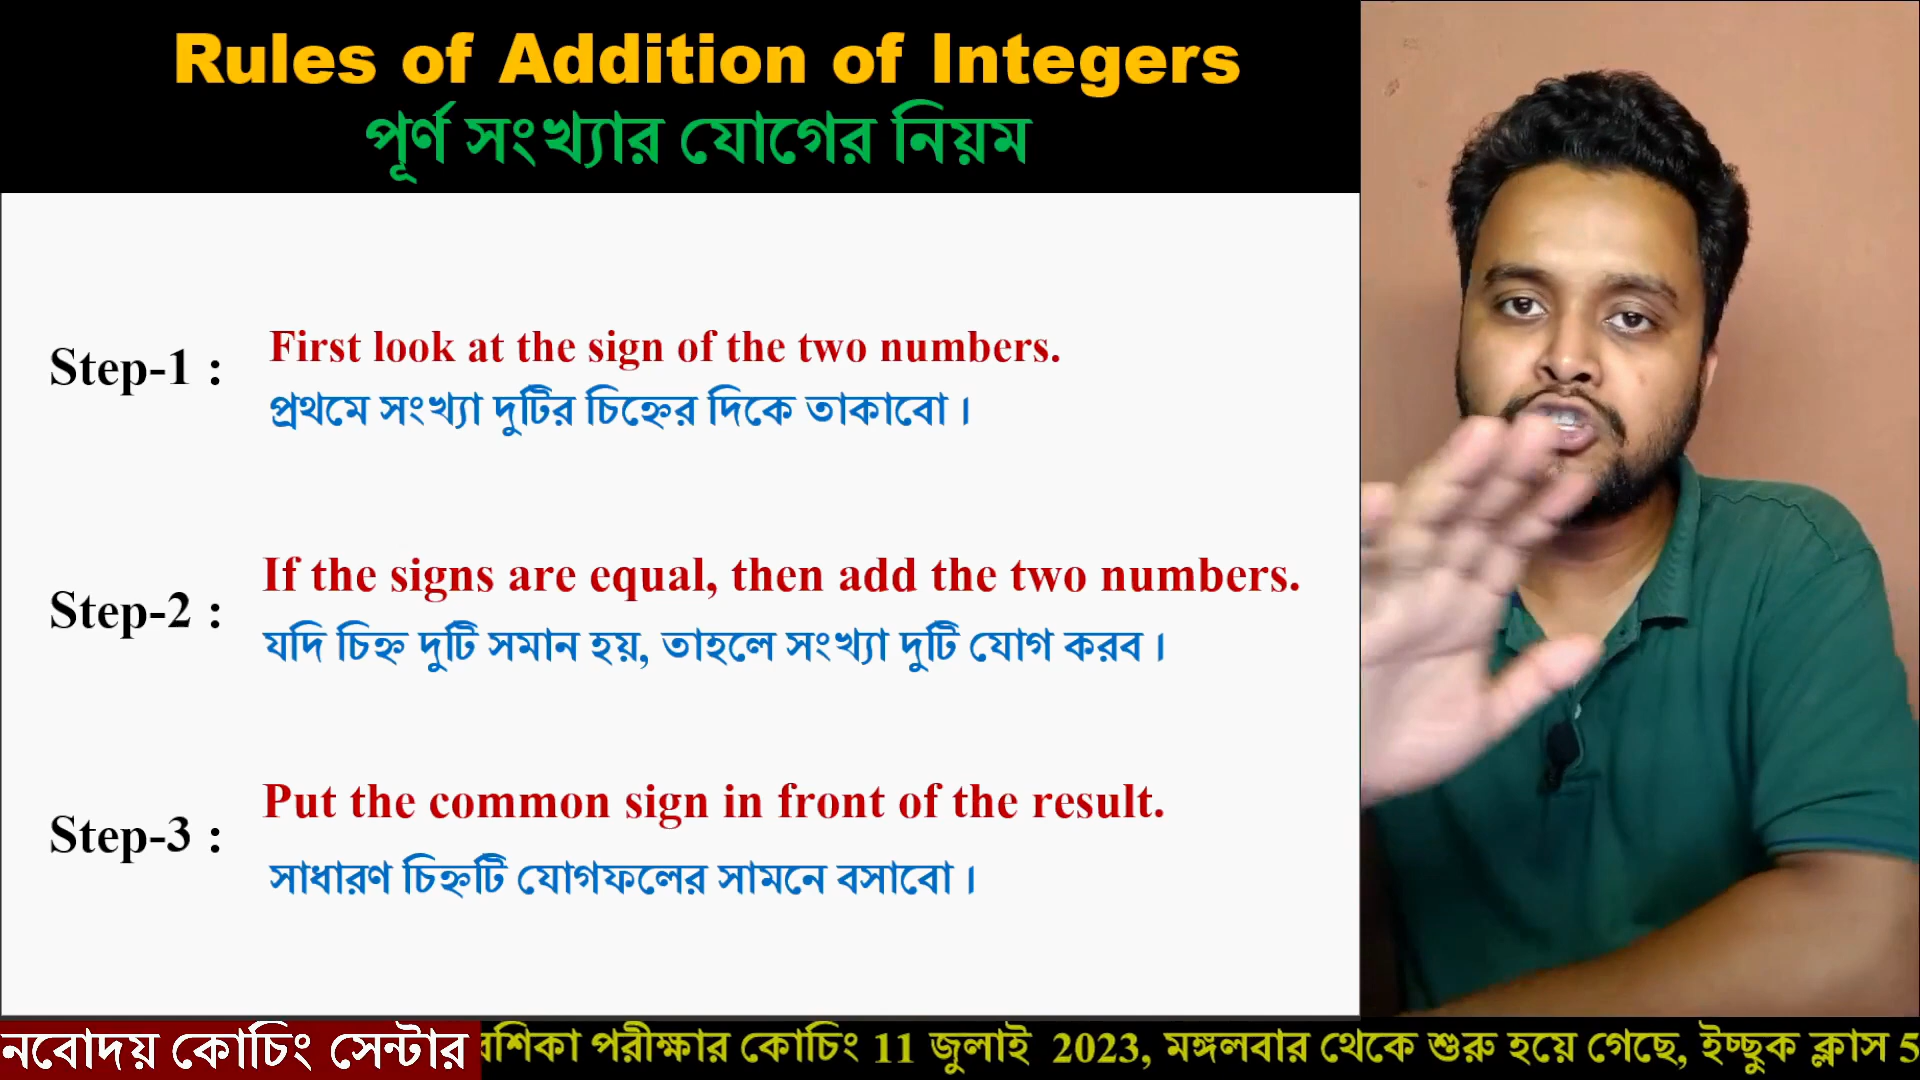 Rules of Addition of Integers
পূর্ণ সংখ্যার যোগের নিয়ম
Step-1 :
First look at the sign of the two numbers.
প্রথমে সংখ্যা দুটির চিহ্নের দিকে তাকাবো।
Step-2 :
If the signs are equal, then add the two numbers.
যদি চিহ্ন দুটি সমান হয়, তাহলে সংখ্যা দুটি যোগ করব।
Step-3 :
Put the common sign in front of the result.
সাধারণ চিহ্নটি যোগফলের সামনে বসাবো।
নবোদয় কোচিং সেন্টার
পরীক্ষার কোচিং 11 জুলাই 2023, মঙ্গলবার থেকে শুরু হয়ে গেছে, ইচ্ছুক ক্লাস 5